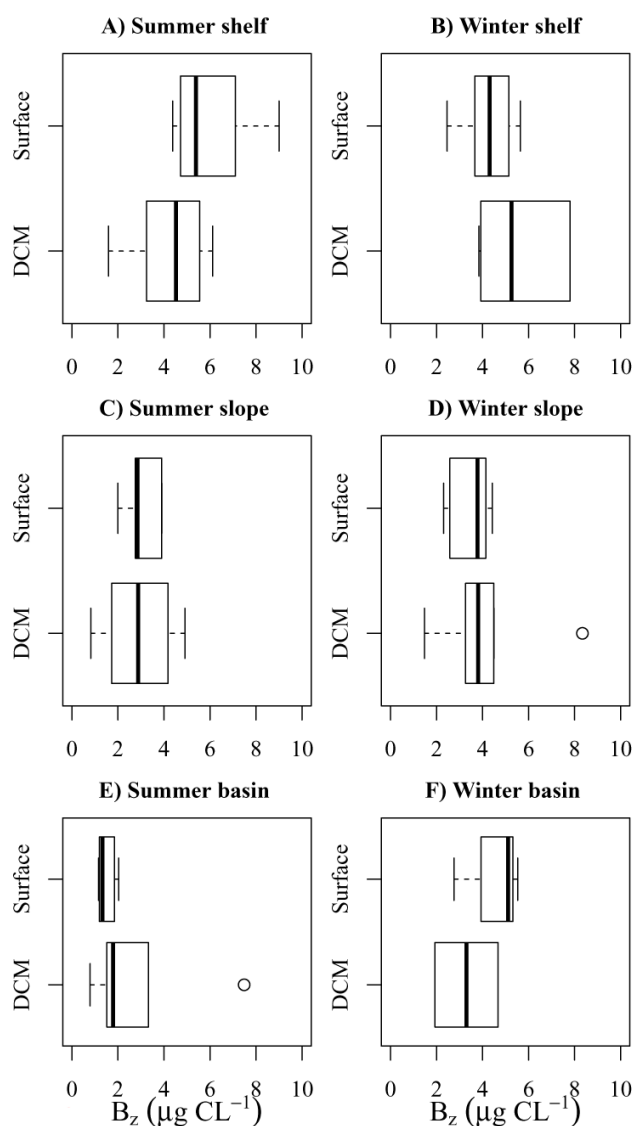 A) Summer shelf
B) Winter shelf
Surface
DCM
0 2 4 6 8 10
Surface
DCM
0 2 4 6 8 10
C) Summer slope
D) Winter slope
Surface
DCM
0 2 4 6 8 10
Surface
DCM
0 2 4 6 8 10
E) Summer basin
F) Winter basin
Surface
DCM
0 2 4 6 8 10
B_z (μg CL⁻¹)
Surface
DCM
0 2 4 6 8 10
B_z (μg CL⁻¹)